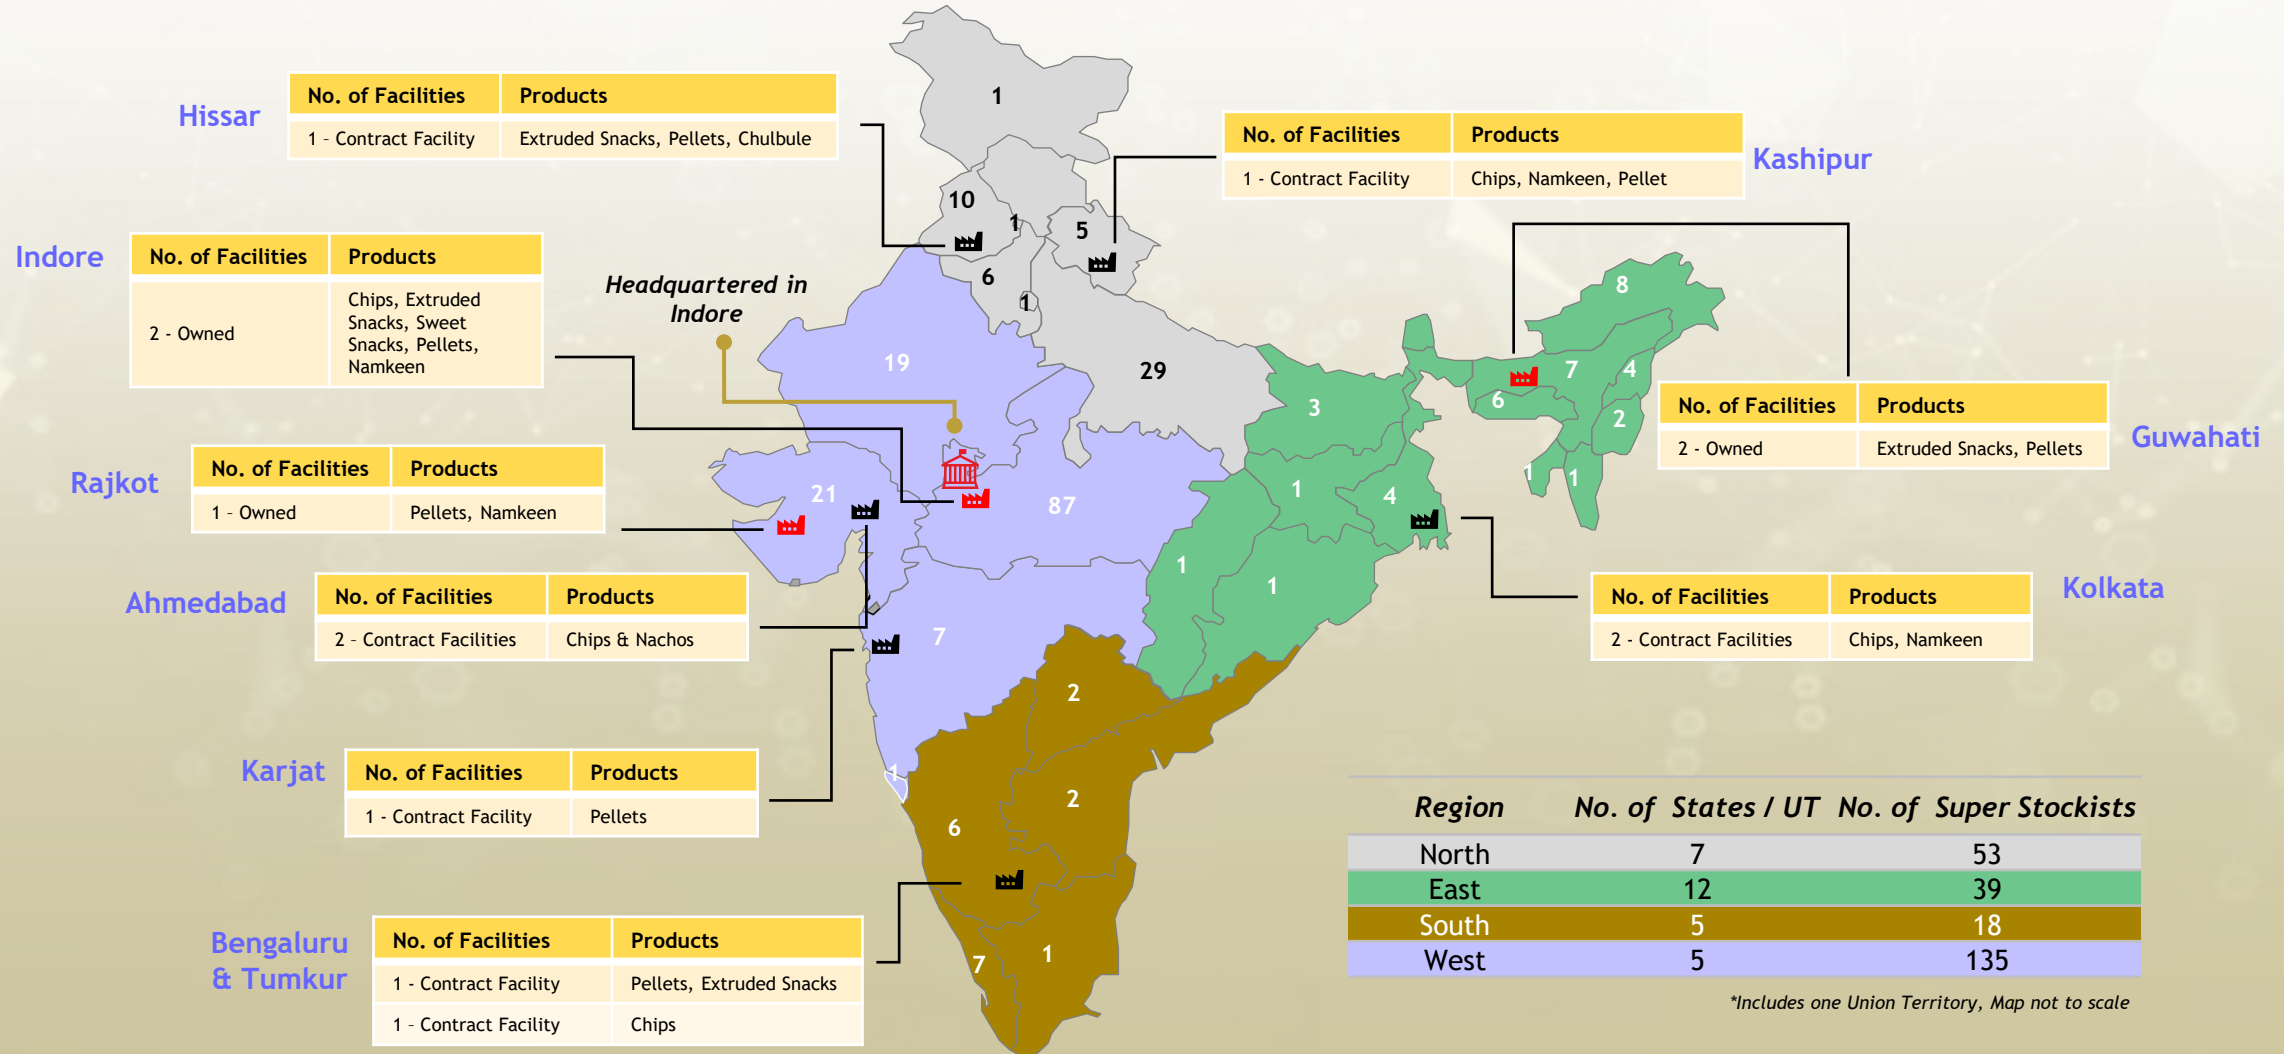 Hissar
No. of Facilities Products
1 – Contract Facility Extruded Snacks, Pellets, Chulbule
No. of Facilities Products
1 - Contract Facility Chips, Namkeen, Pellet
Kashipur
Indore
No. of Facilities Products
2 - Owned
Chips, Extruded
Snacks, Sweet
Snacks, Pellets,
Namkeen
Headquartered in
Indore
Rajkot
No. of Facilities Products
1 – Owned Pellets, Namkeen
No. of Facilities Products
2 - Owned Extruded Snacks, Pellets
Guwahati
Ahmedabad
No. of Facilities Products
2 – Contract Facilities Chips & Nachos
No. of Facilities Products
2 - Contract Facilities Chips, Namkeen
Kolkata
Karjat
No. of Facilities Products
1 - Contract Facility Pellets
Bengaluru
& Tumkur
No. of Facilities Products
1 - Contract Facility Pellets, Extruded Snacks
1 – Contract Facility Chips
1
10
1
5
6
1
29
19
21
87
7
1
8
7
4
6
2
1
1
3
1
4
1
1
2
2
6
7
1
Region No. of States / UT No. of Super Stockists
North 7 53
East 12 39
South 5 18
West 5 135
*Includes one Union Territory, Map not to scale